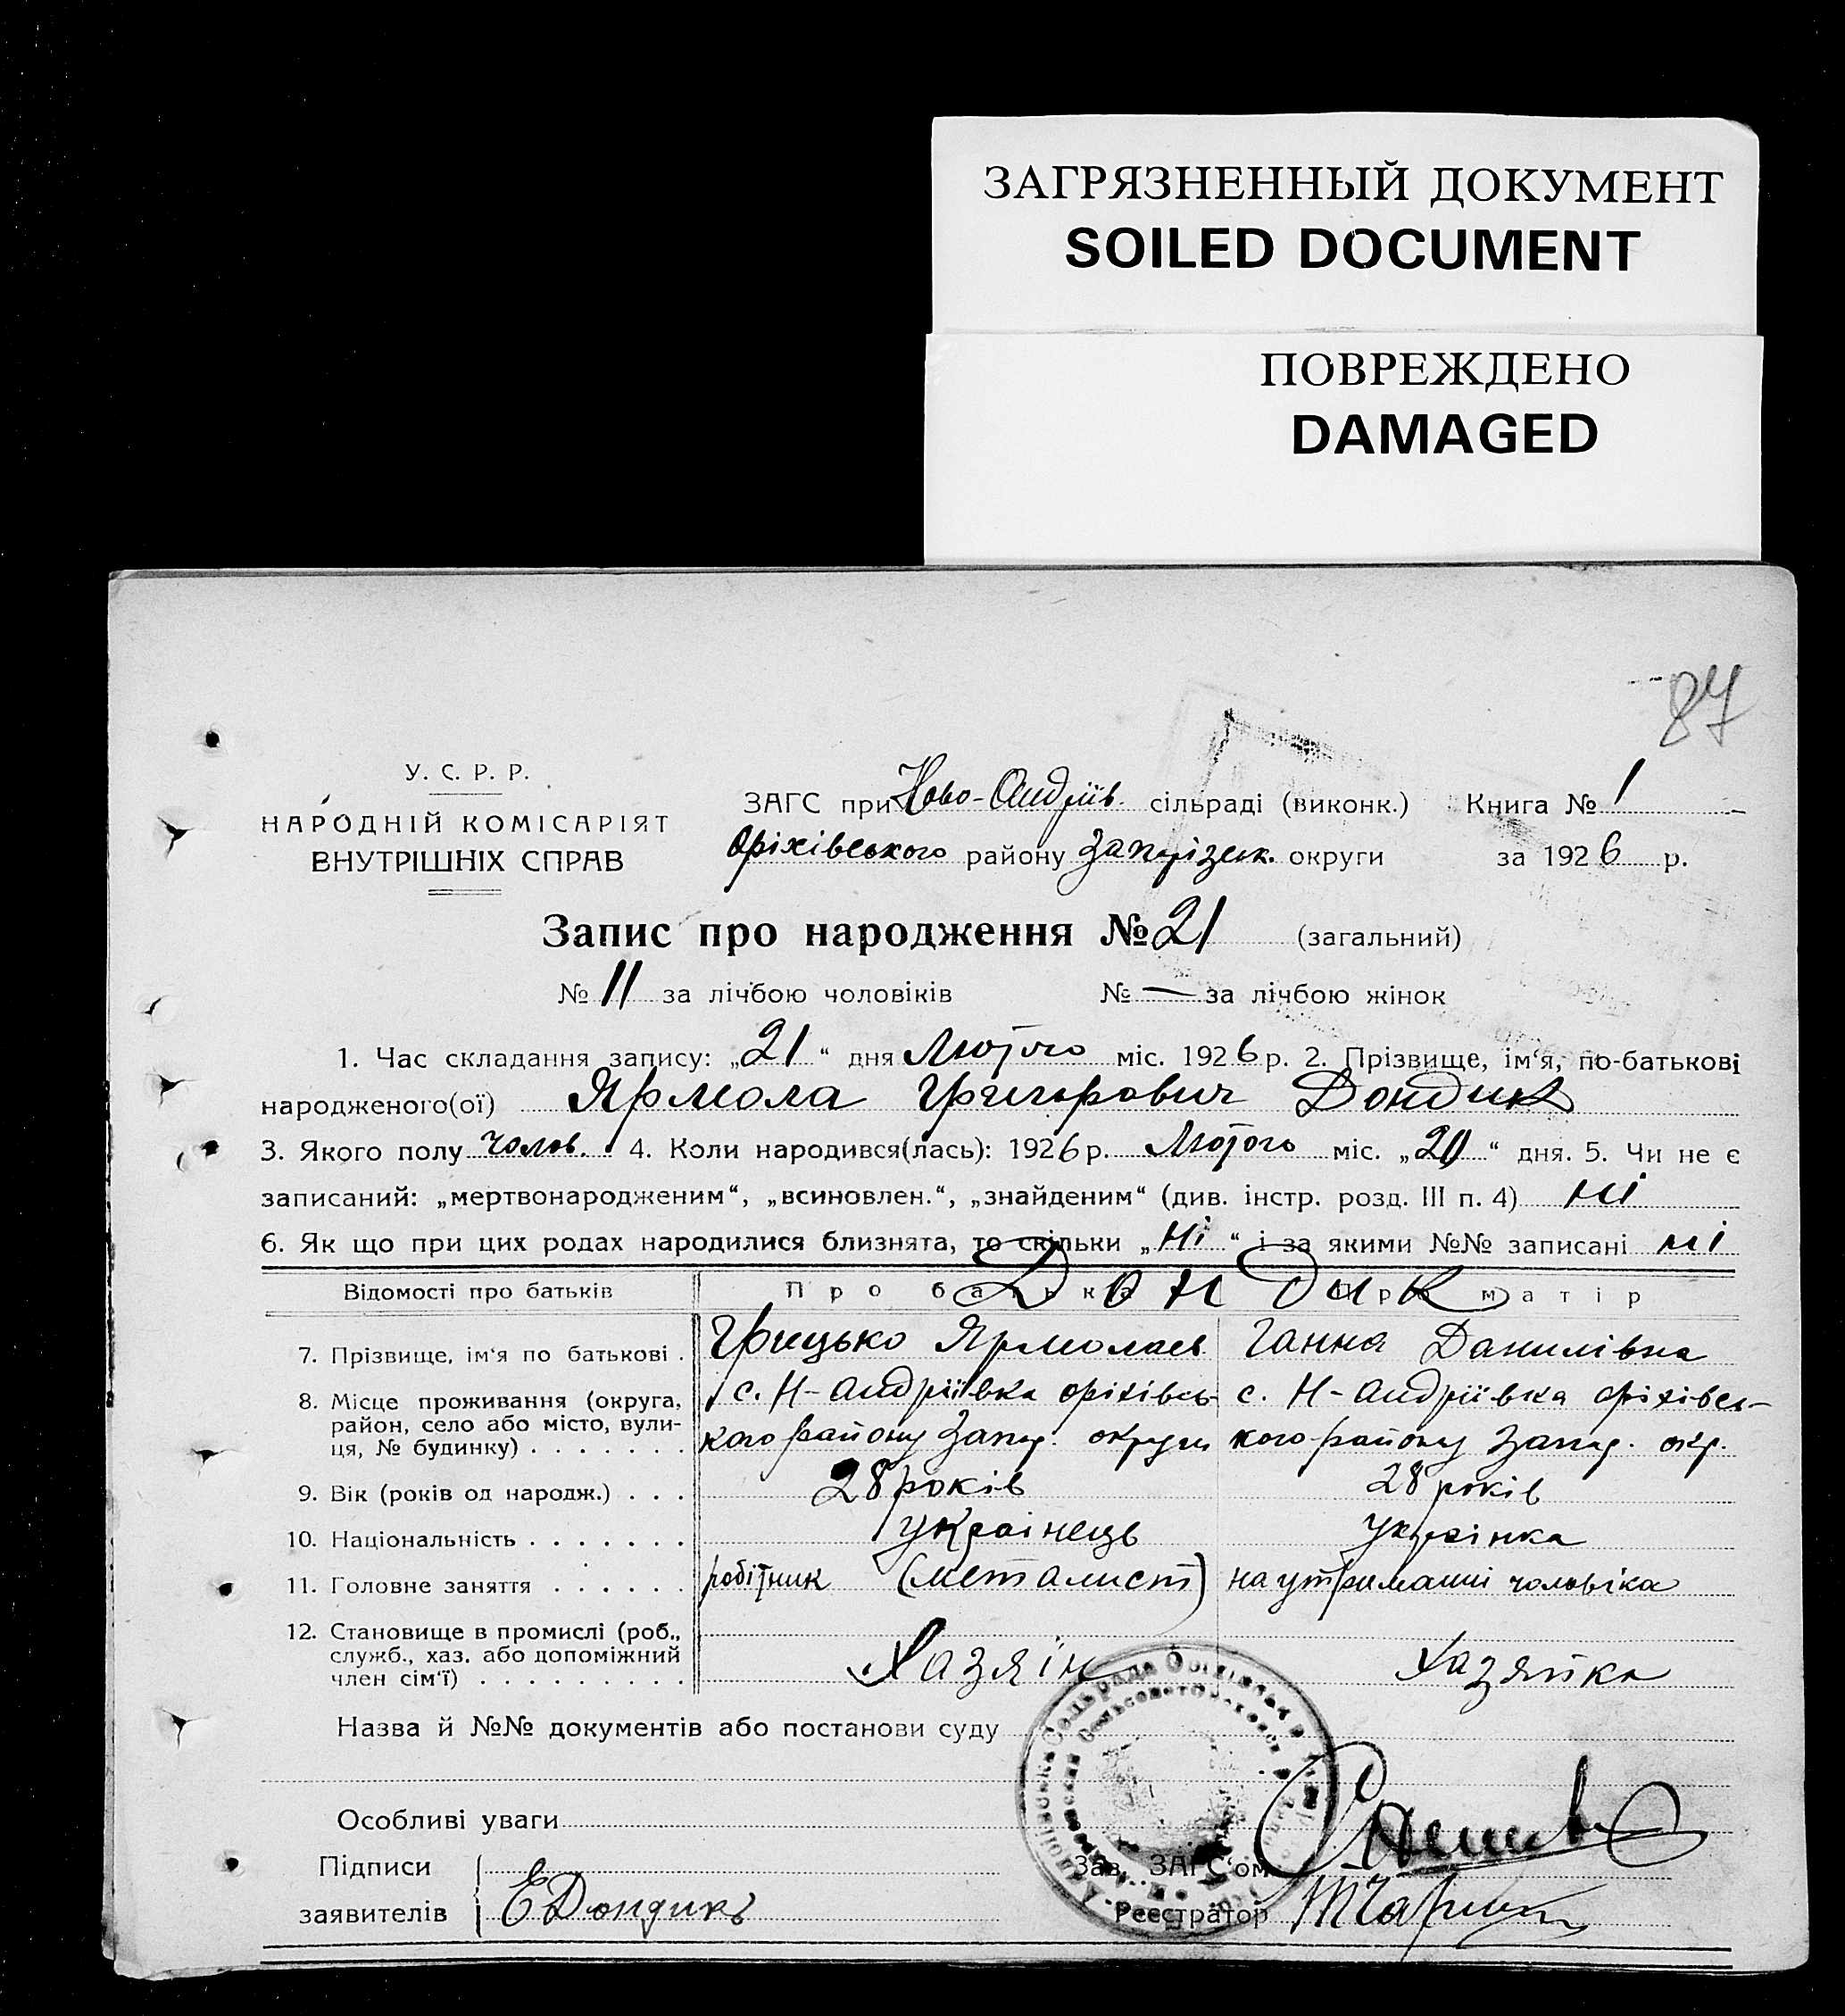 ЗАГРЯЗНЕННЫЙ ДОКУМЕНТ
SOILED DOCUMENT
ПОВРЕЖДЕНО
DAMAGED
87
У. С. Р. Р.
НАРОДНІЙ КОМІСАРІЯТ
ВНУТРІШНІХ СПРАВ
ЗАГС при Ново-Андріїв. сільраді (виконк.) Книга № 1
Оріхівського району Запорізьк. округи за 1926 р.
Запис про народження № 21 (загальний)
№ 11 за лічбою чоловіків № — за лічбою жінок
1. Час складання запису: „21“ дня Лютого міс. 1926 р. 2. Прізвище, ім‘я, по-батькові
народженого(ої) Ярмола Григорович Дондик
3. Якого полу чолов. 4. Коли народився(лась): 1926 р. Лютого міс. „20“ дня. 5. Чи не є
записаний: „мертвонародженим“, „всиновлен.“, „знайденим“ (див. інстр. розд. III п. 4) ні
6. Як що при цих родах народилися близнята, то скільки „Ні“ і за якими №№ записані ні
Відомості про батьків Про батька Про матір
Дондик
7. Прізвище, ім‘я по батькові . Грицько Ярмолаев Ганна Данилівна
8. Місце проживання (округа, район, село або місто, вули-ця, № будинку) . . . . . . .
с. Н-Андріївка Оріхівсь- с. Н-Андріївка Оріхівсь-
кого району Запор. округи кого району Запор. окр.
9. Вік (років од народж.) . . . 28 років 28 років
10. Національність . . . . . . . українець українка
11. Головне заняття . . . . . . робітник (металист) на утриманні чоловіка
12. Становище в промислі (роб., служб., хаз. або допоміжний член сім‘ї) . . . . . . . . .
Хазяїн Хазяйка
Назва й №№ документів або постанови суду
Особливі уваги
Підписи
Зав. ЗАГС‘ом
заявителів Е Дондикъ Реєстратор